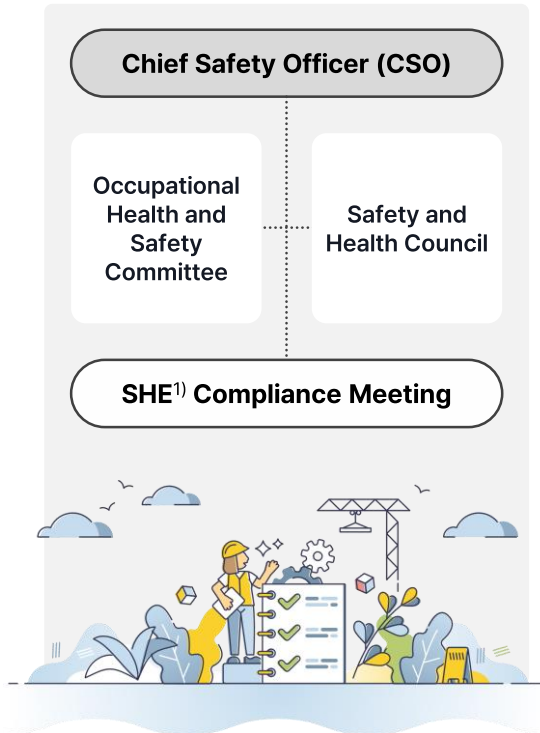 Chief Safety Officer (CSO)
Occupational
Health and
Safety
Committee
Safety and
Health Council
SHE¹⁾ Compliance Meeting